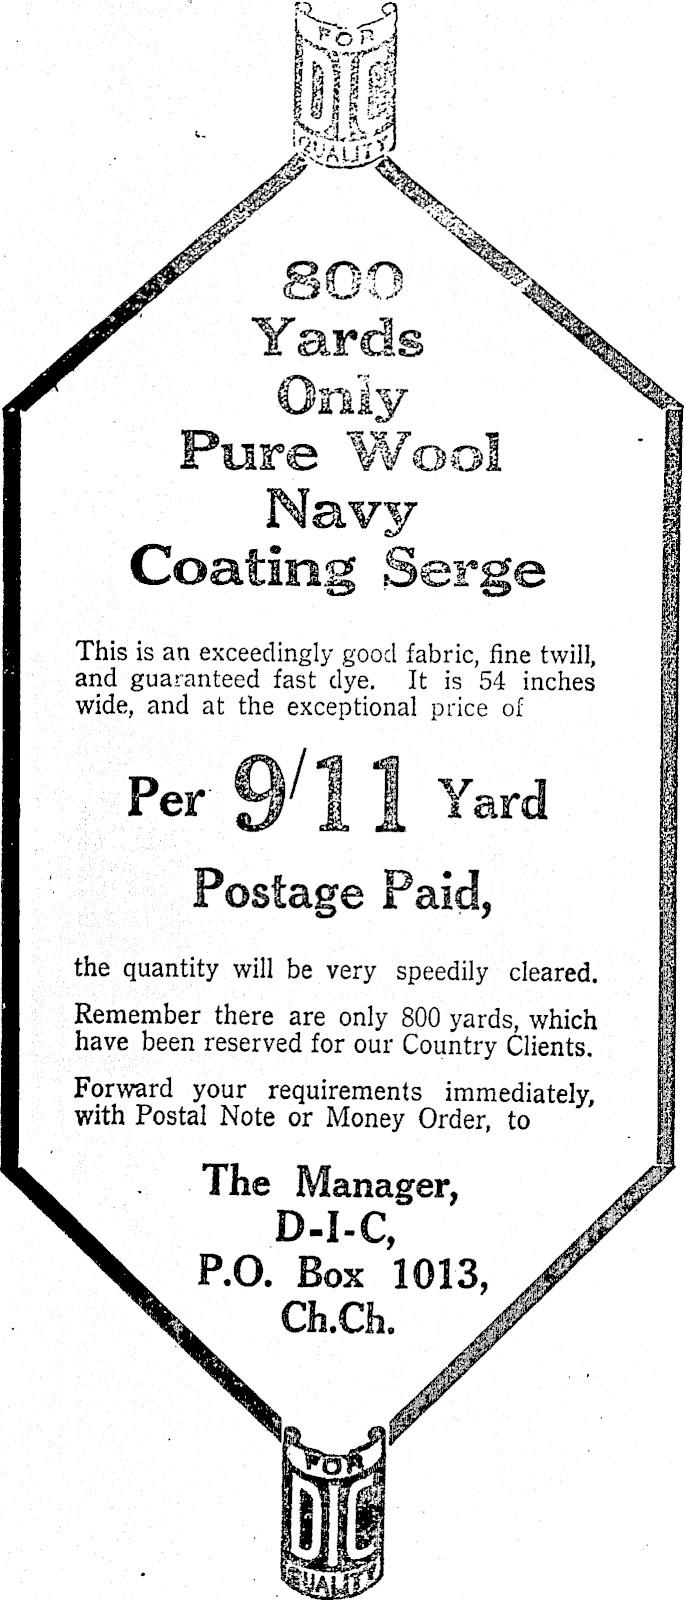 FOR
DIC
QUALITY
800
Yards
Only
Pure Wool
Navy
Coating Serge
This is an exceedingly good fabric, fine twill,
and guaranteed fast dye. It is 54 inches
wide, and at the exceptional price of
Per 9/11 Yard
Postage Paid,
the quantity will be very speedily cleared.
Remember there are only 800 yards, which
have been reserved for our Country Clients.
Forward your requirements immediately,
with Postal Note or Money Order, to
The Manager,
D-I-C,
P.O. Box 1013,
Ch.Ch.
FOR
DIC
QUALITY